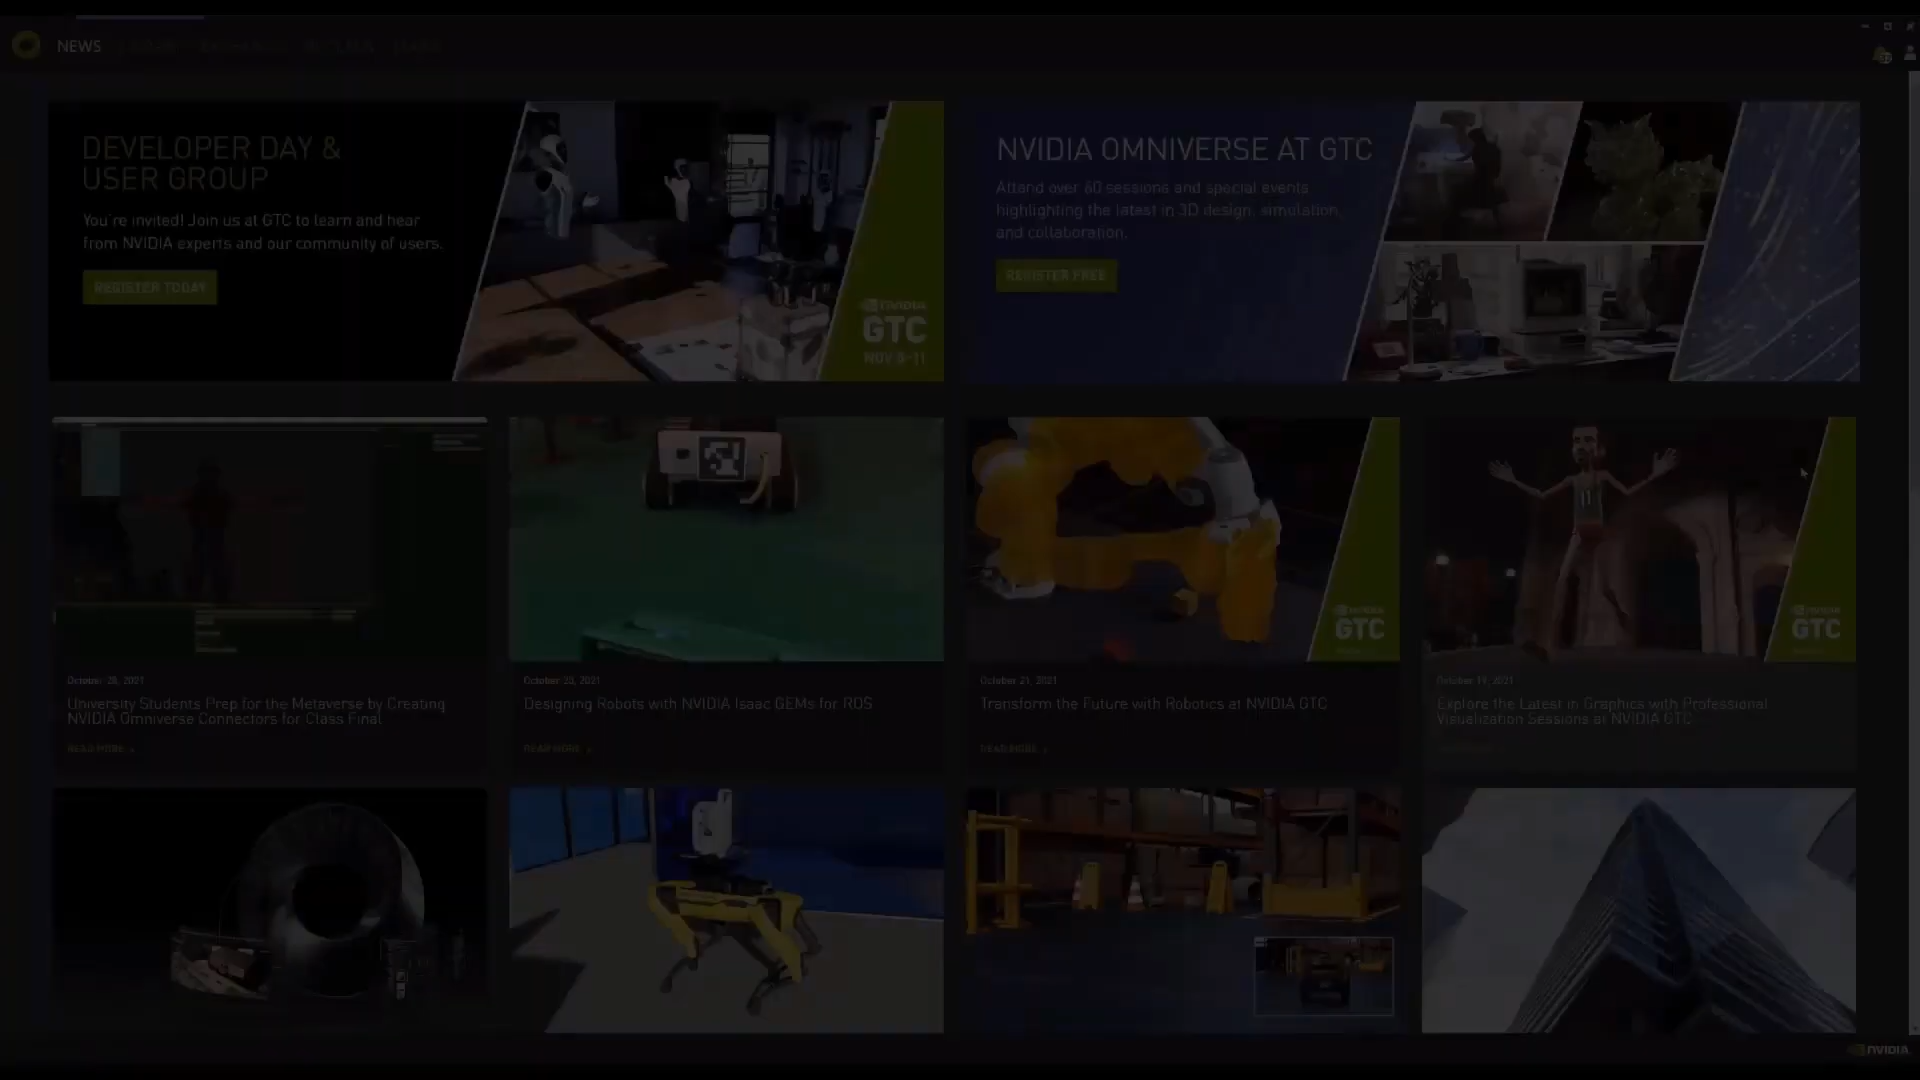 NEWS
DEVELOPER DAY &
USER GROUP
You're invited! Join us at GTC to learn and hear
from NVIDIA experts and our community of users.
REGISTER TODAY
NVIDIA
GTC
NOV 8-11
NVIDIA OMNIVERSE AT GTC
Attend over 60 sessions and special events
highlighting the latest in 3D design, simulation,
and collaboration.
REGISTER FREE
11
NVIDIA
GTC
NVIDIA
GTC
October 28, 2021
University Students Prep for the Metaverse by Creating
NVIDIA Omniverse Connectors for Class Final
READ MORE >
Designing Robots with NVIDIA Isaac GEMs for ROS
READ MORE >
October 21, 2021
Transform the Future with Robotics at NVIDIA GTC
READ MORE >
October 19, 2021
Explore the Latest in Graphics with Professional
Visualization Sessions at NVIDIA GTC
NVIDIA